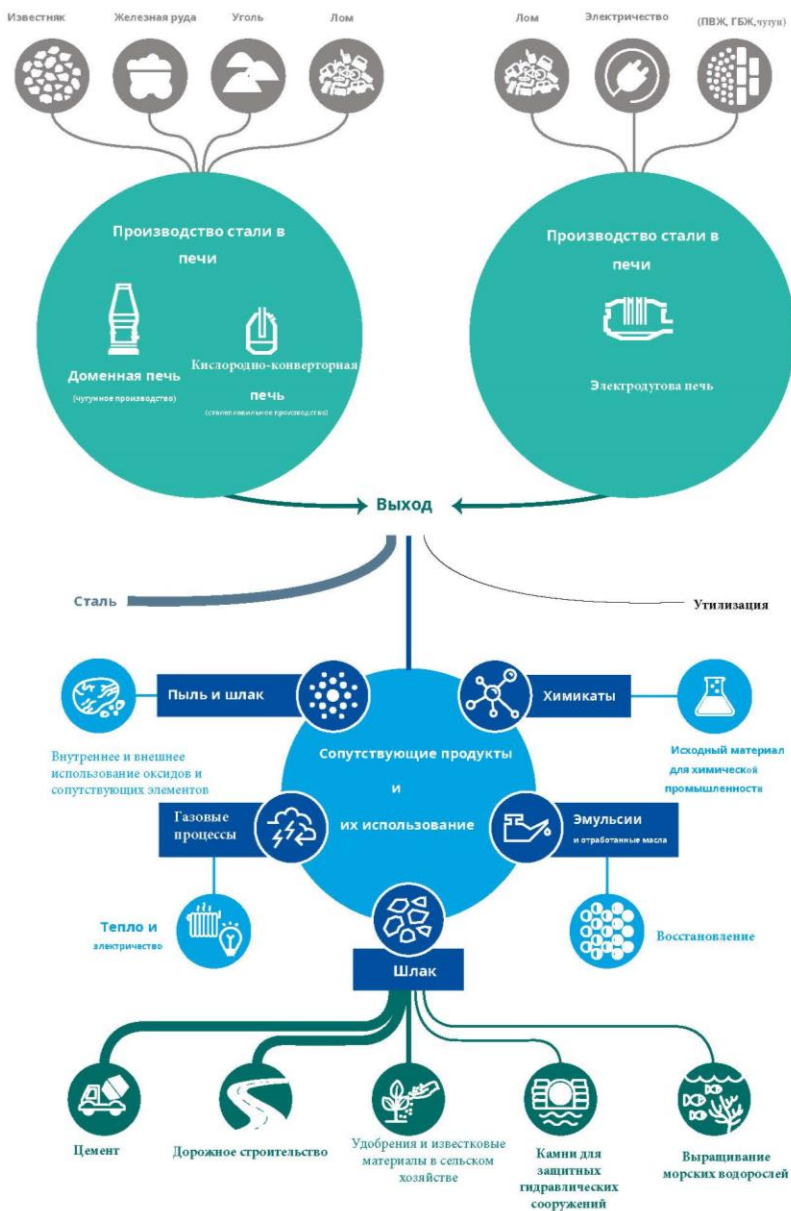 Известняк
Железная руда
Уголь
Лом
Лом
Электричество
(ПВЖ, ГБЖ,чугун)
Производство стали в
печи
Доменная печь
(чугунное производство)
Кислородно-конверторная
печь
(сталеплавильное производство)
Производство стали в
печи
Электродутова печь
Выход
Сталь
Утилизация
Пыль и шлак
Химикаты
Внутреннее и внешнее
использование оксидов и
сопутствующих элементов
Сопутствующие продукты
и
их использование
Исходный материал
для химической
промышленности
Газовые
процессы
Эмульсии
и отработанные масла
Тепло и
электричество
Восстановление
Шлак
Цемент
Дорожное строительство
Удобрения и известковые
материалы в сельском
хозяйстве
Камни для
защитных
гидравлических
сооружений
Выращивание
морских водорослей